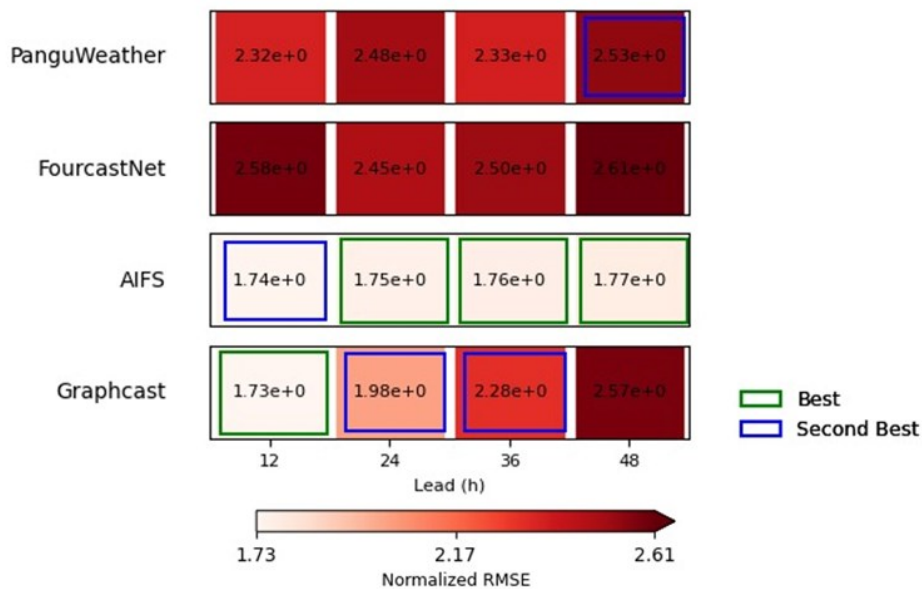 PanguWeather 2.32e+0 2.48e+0 2.33e+0 2.53e+0
FourcastNet 2.58e+0 2.45e+0 2.50e+0 2.61e+0
AIFS 1.74e+0 1.75e+0 1.76e+0 1.77e+0
Graphcast 1.73e+0 1.98e+0 2.28e+0 2.57e+0
Best
Second Best
12 24 36 48
Lead (h)
1.73 2.17 2.61
Normalized RMSE